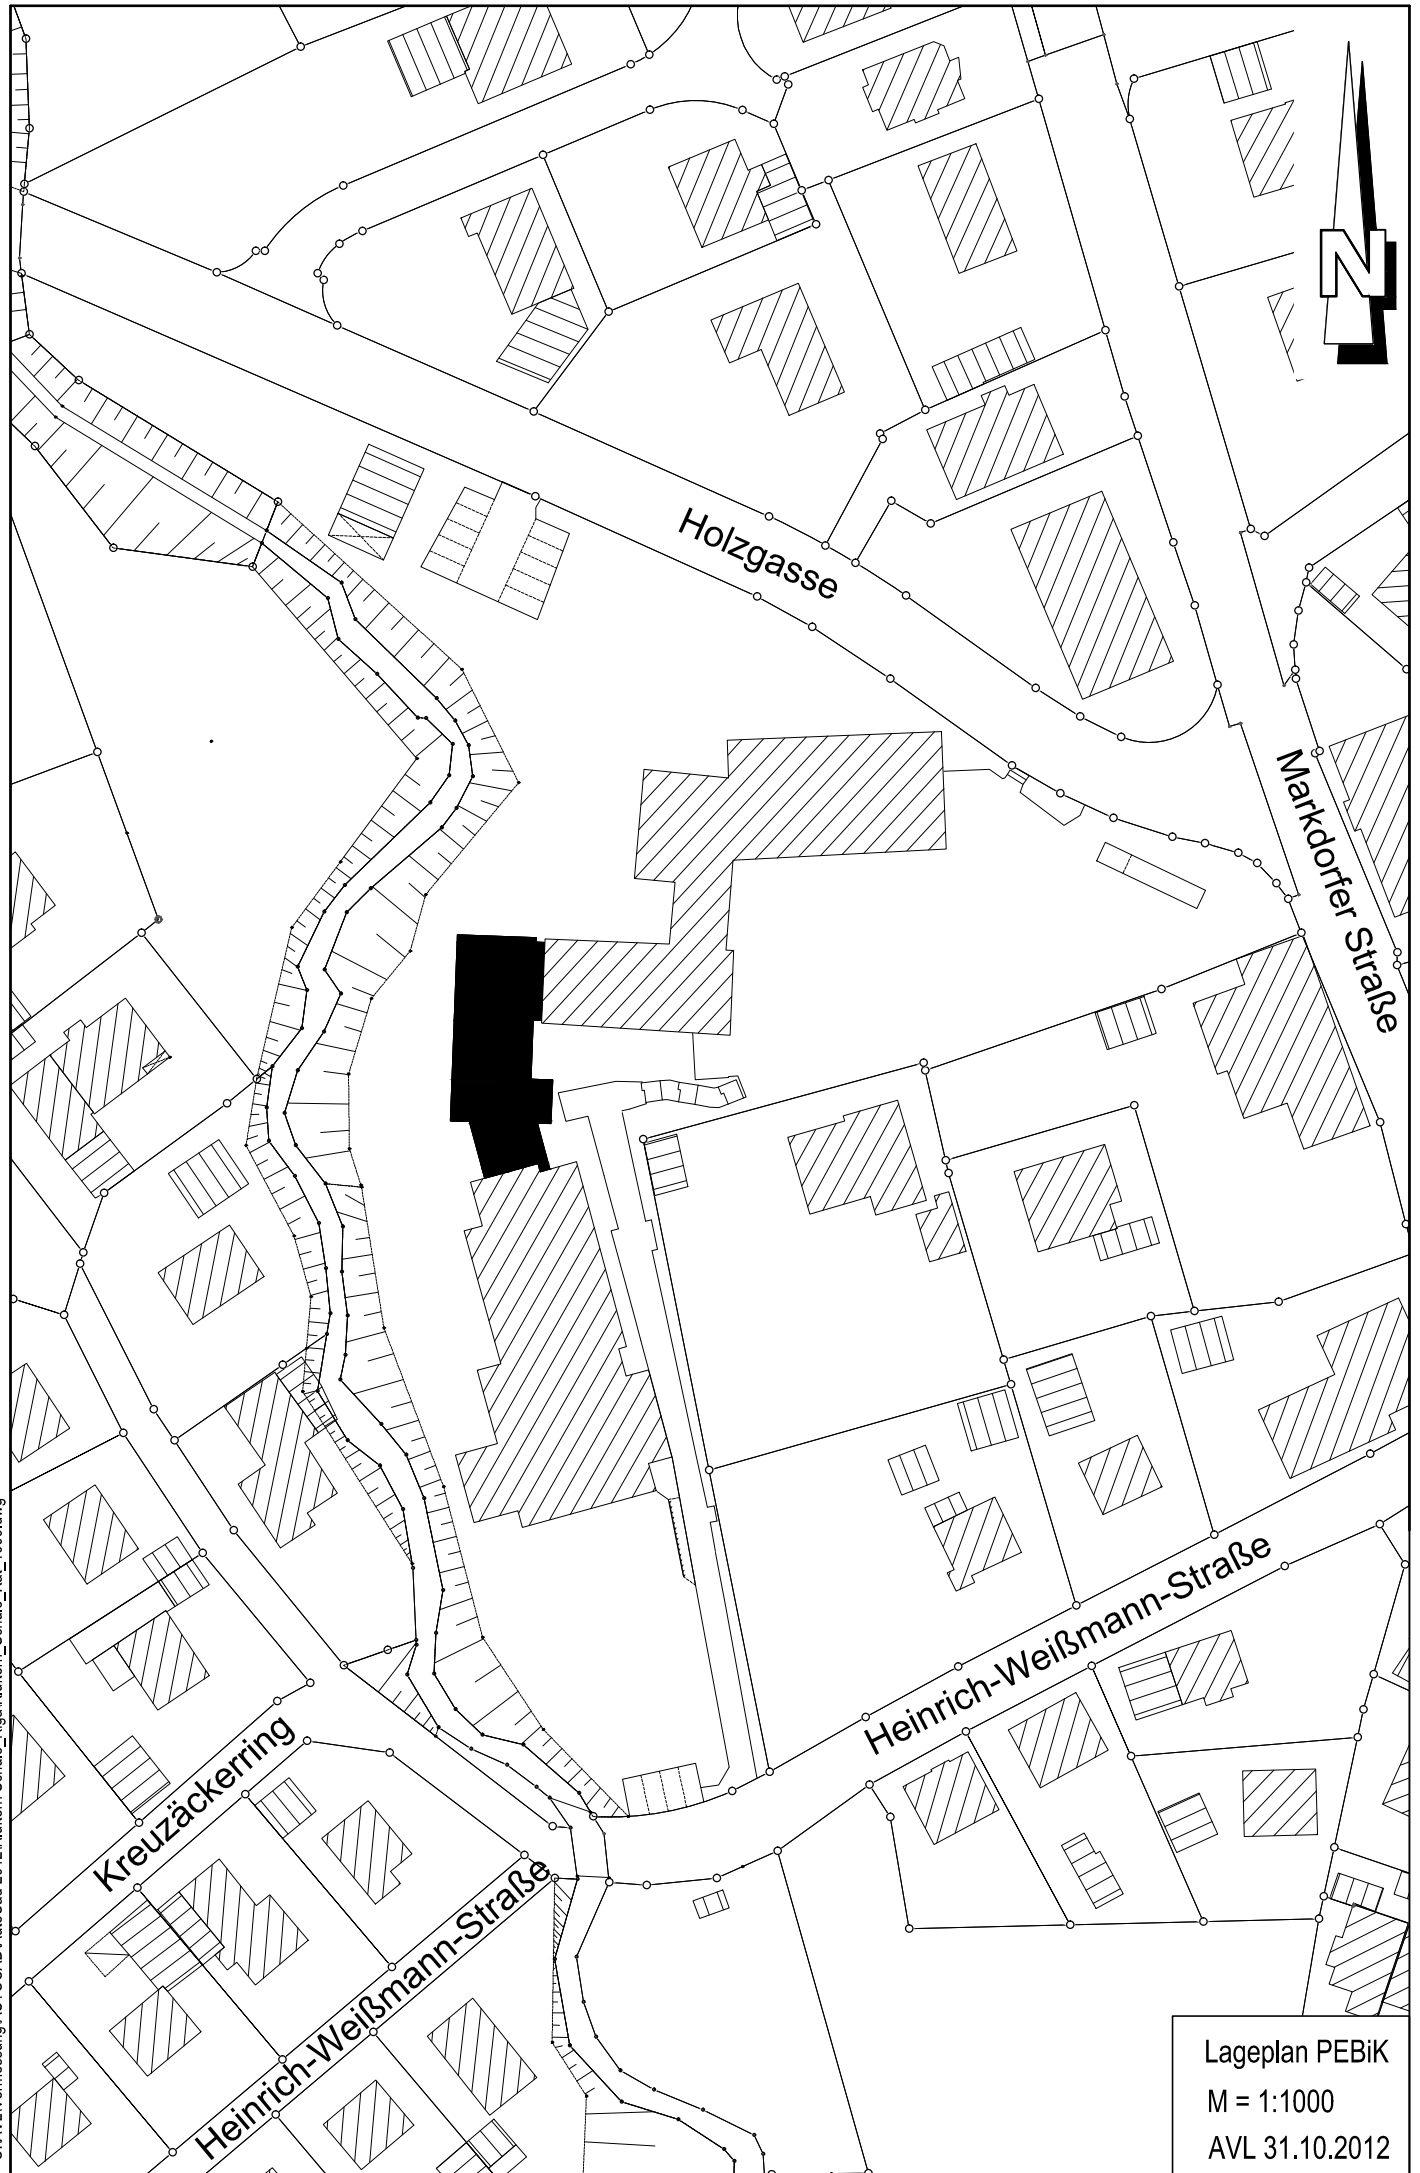 N
Holzgasse
Markdorfer Straße
Heinrich-Weißmann-Straße
Kreuzäckerring
Heinrich-Weißmann-Straße
Lageplan PEBiK
M = 1:1000
AVL 31.10.2012